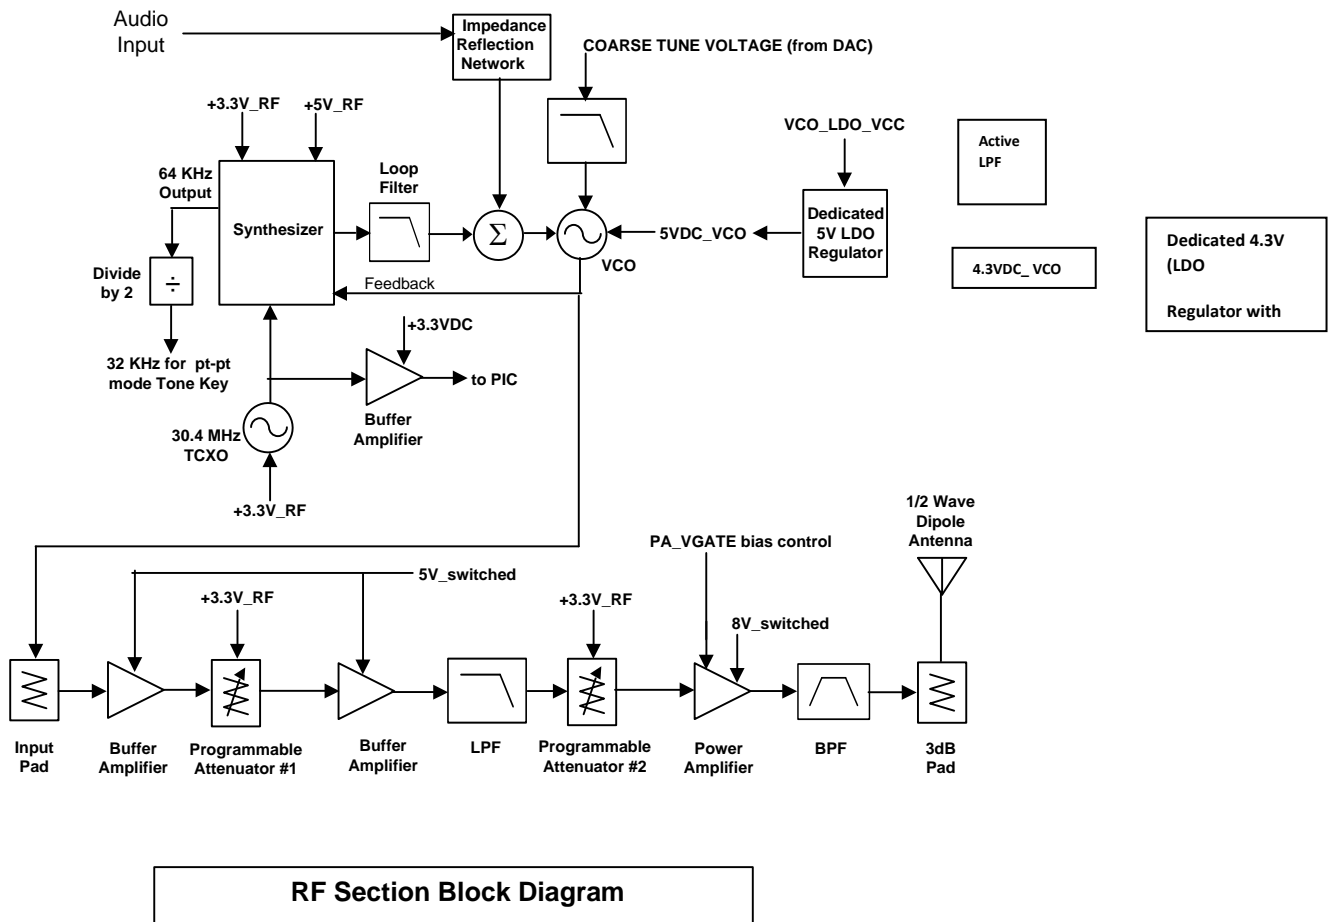 Audio
Input
Impedance
Reflection
Network
COARSE TUNE VOLTAGE (from DAC)
+3.3V_RF
+5V_RF
VCO_LDO_VCC
Active
LPF
64 KHz
Output
Loop
Filter
Synthesizer
Σ
5VDC_VCO
Dedicated
5V LDO
Regulator
VCO
Dedicated 4.3V
(LDO
Regulator with
4.3VDC_ VCO
Divide
by 2
÷
Feedback
+3.3VDC
32 KHz for pt-pt
mode Tone Key
to PIC
Buffer
Amplifier
30.4 MHz
TCXO
+3.3V_RF
1/2 Wave
Dipole
Antenna
PA_VGATE bias control
5V_switched
+3.3V_RF
+3.3V_RF
8V_switched
Input
Pad
Buffer
Amplifier
Programmable
Attenuator #1
Buffer
Amplifier
LPF
Programmable
Attenuator #2
Power
Amplifier
BPF
3dB
Pad
RF Section Block Diagram